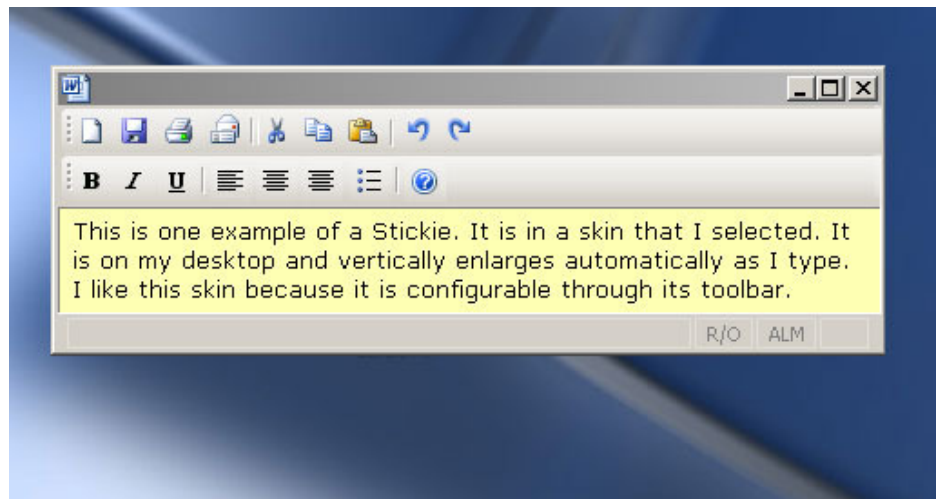 W
B I U
This is one example of a Stickie. It is in a skin that I selected. It
is on my desktop and vertically enlarges automatically as I type.
I like this skin because it is configurable through its toolbar.
R/O ALM